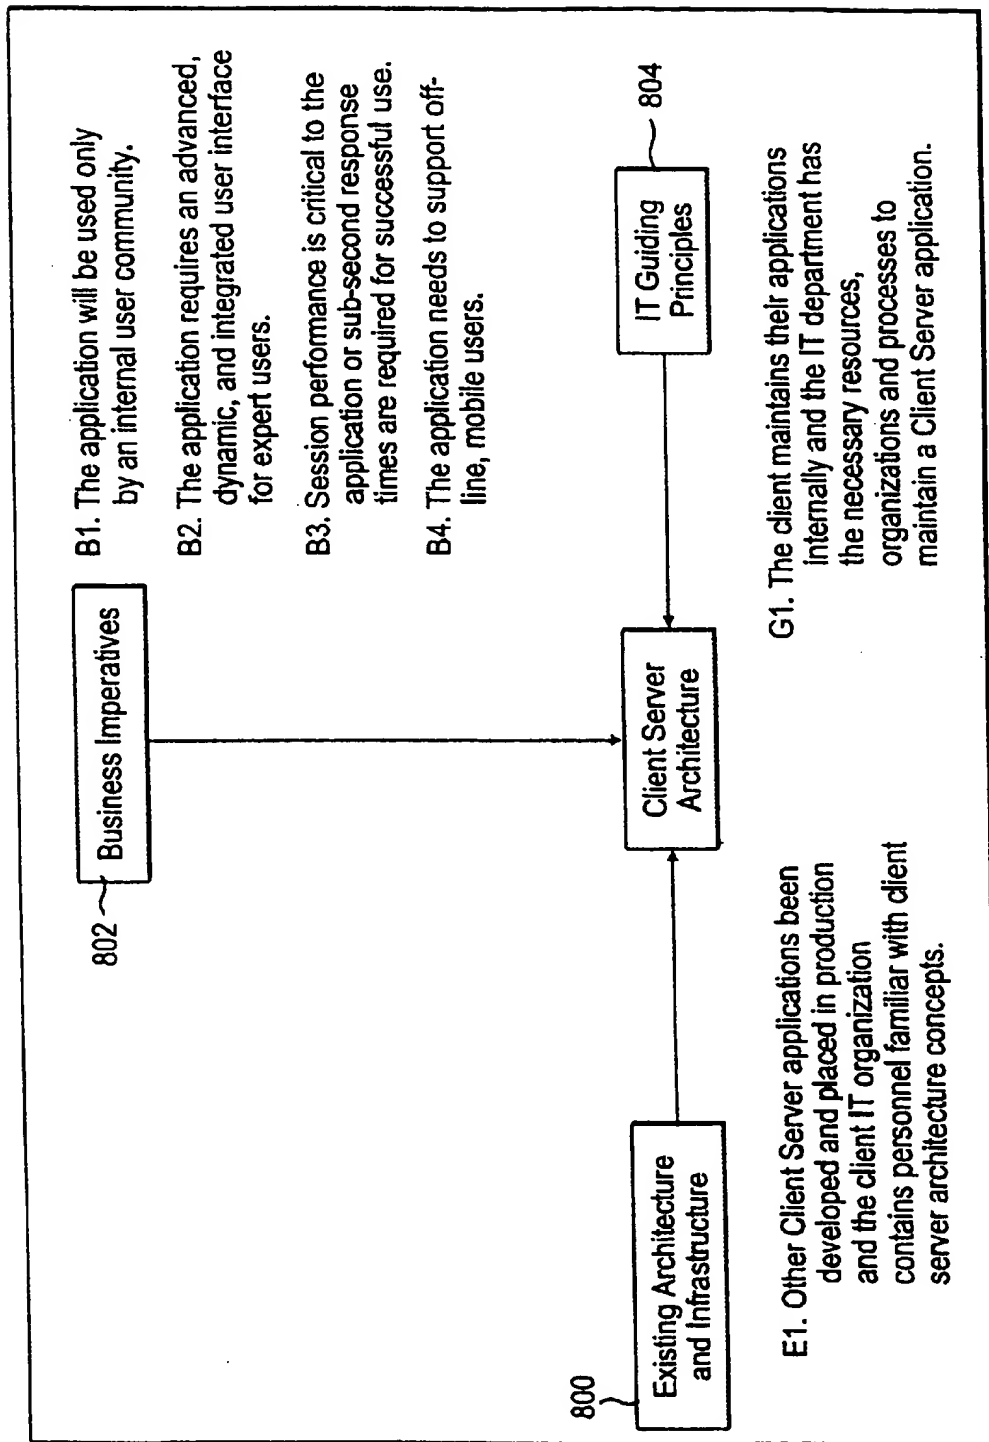 802
Business Imperatives
B1. The application will be used only
by an internal user community.
B2. The application requires an advanced,
dynamic, and integrated user interface
for expert users.
B3. Session performance is critical to the
application or sub-second response
times are required for successful use.
B4. The application needs to support off-
line, mobile users.
800
Existing Architecture
and Infrastructure
Client Server
Architecture
IT Guiding
Principles
804
E1. Other Client Server applications been
developed and placed in production
and the client IT organization
contains personnel familiar with client
server architecture concepts.
G1. The client maintains their applications
internally and the IT department has
the necessary resources,
organizations and processes to
maintain a Client Server application.